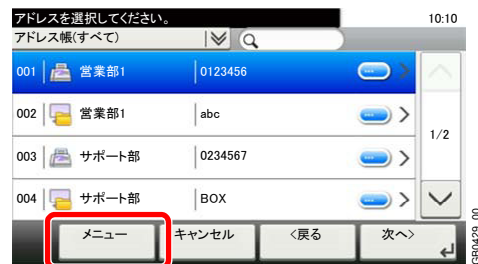 アドレスを選択してください。 10:10
アドレス帳(すべて)
001 営業部1 0123456
002 営業部1 abc
1/2
003 サポート部 0234567
004 サポート部 BOX
メニュー キャンセル <戻る 次へ>
GB0429_00